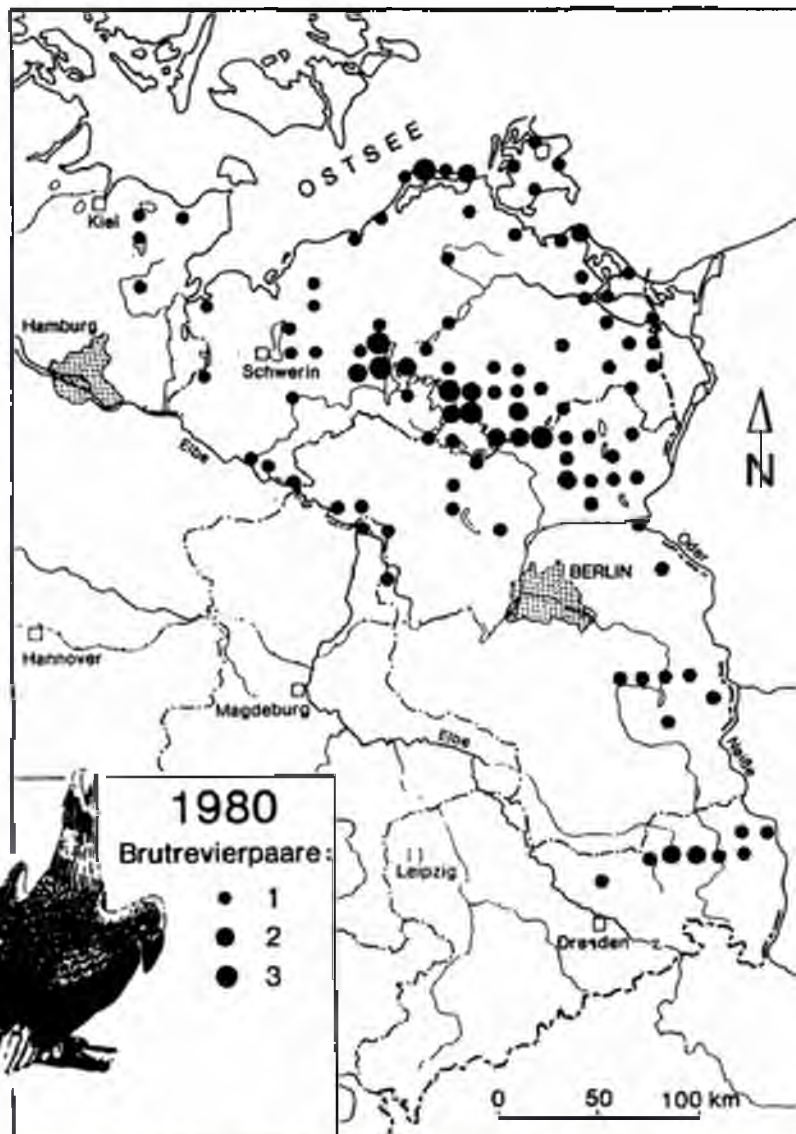 OSTSEE
Kiel
Hamburg
Schwerin
Elbe
N
Oder
BERLIN
Hannover
Magdeburg
Elbe
Neiße
1980
Brutrevierpaare:
1
2
3
Leipzig
Dresden
0 50 100 km